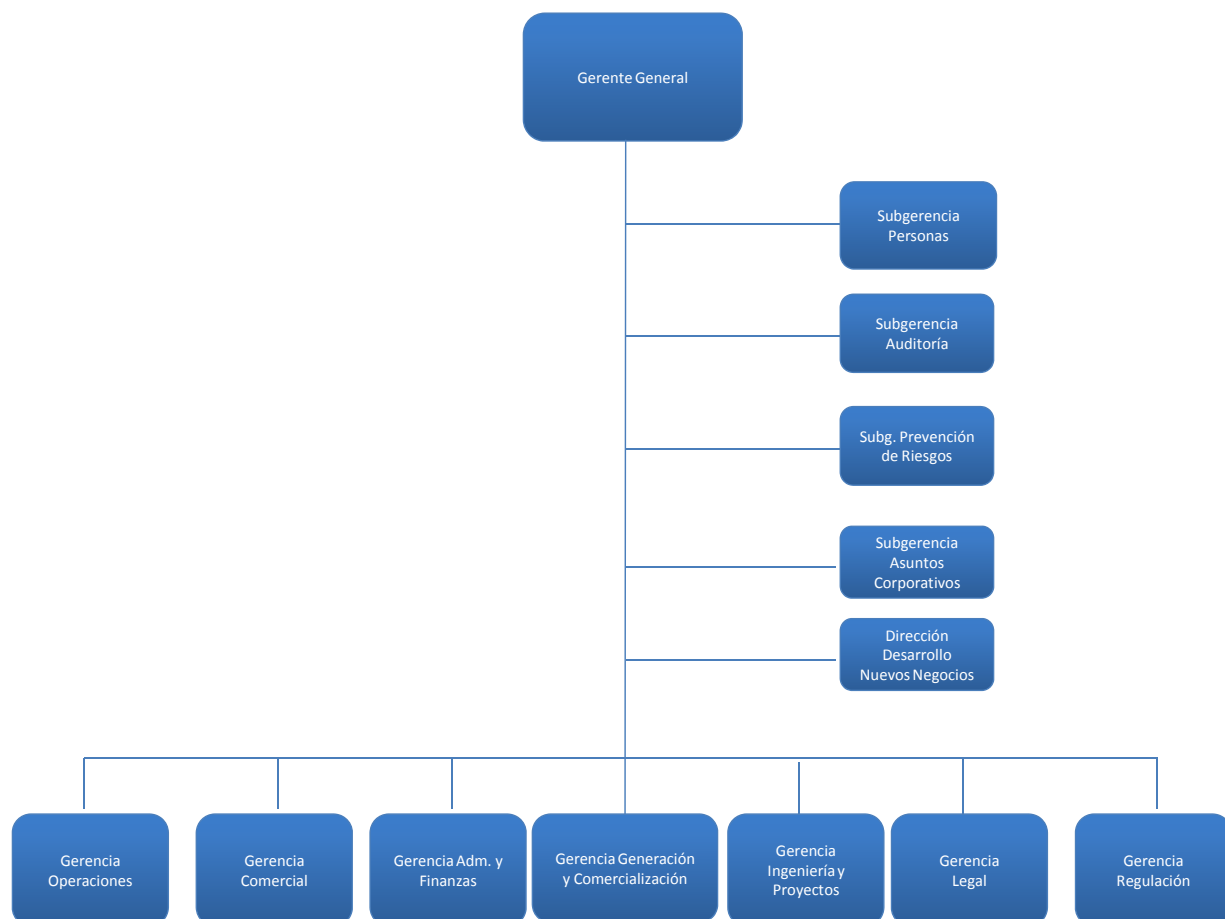 Gerente General
Subgerencia
Personas
Subgerencia
Auditoría
Subg. Prevención
de Riesgos
Subgerencia
Asuntos
Corporativos
Dirección
Desarrollo
Nuevos Negocios
Gerencia
Operaciones
Gerencia
Comercial
Gerencia Adm. y
Finanzas
Gerencia Generación
y Comercialización
Gerencia
Ingeniería y
Proyectos
Gerencia
Legal
Gerencia
Regulación